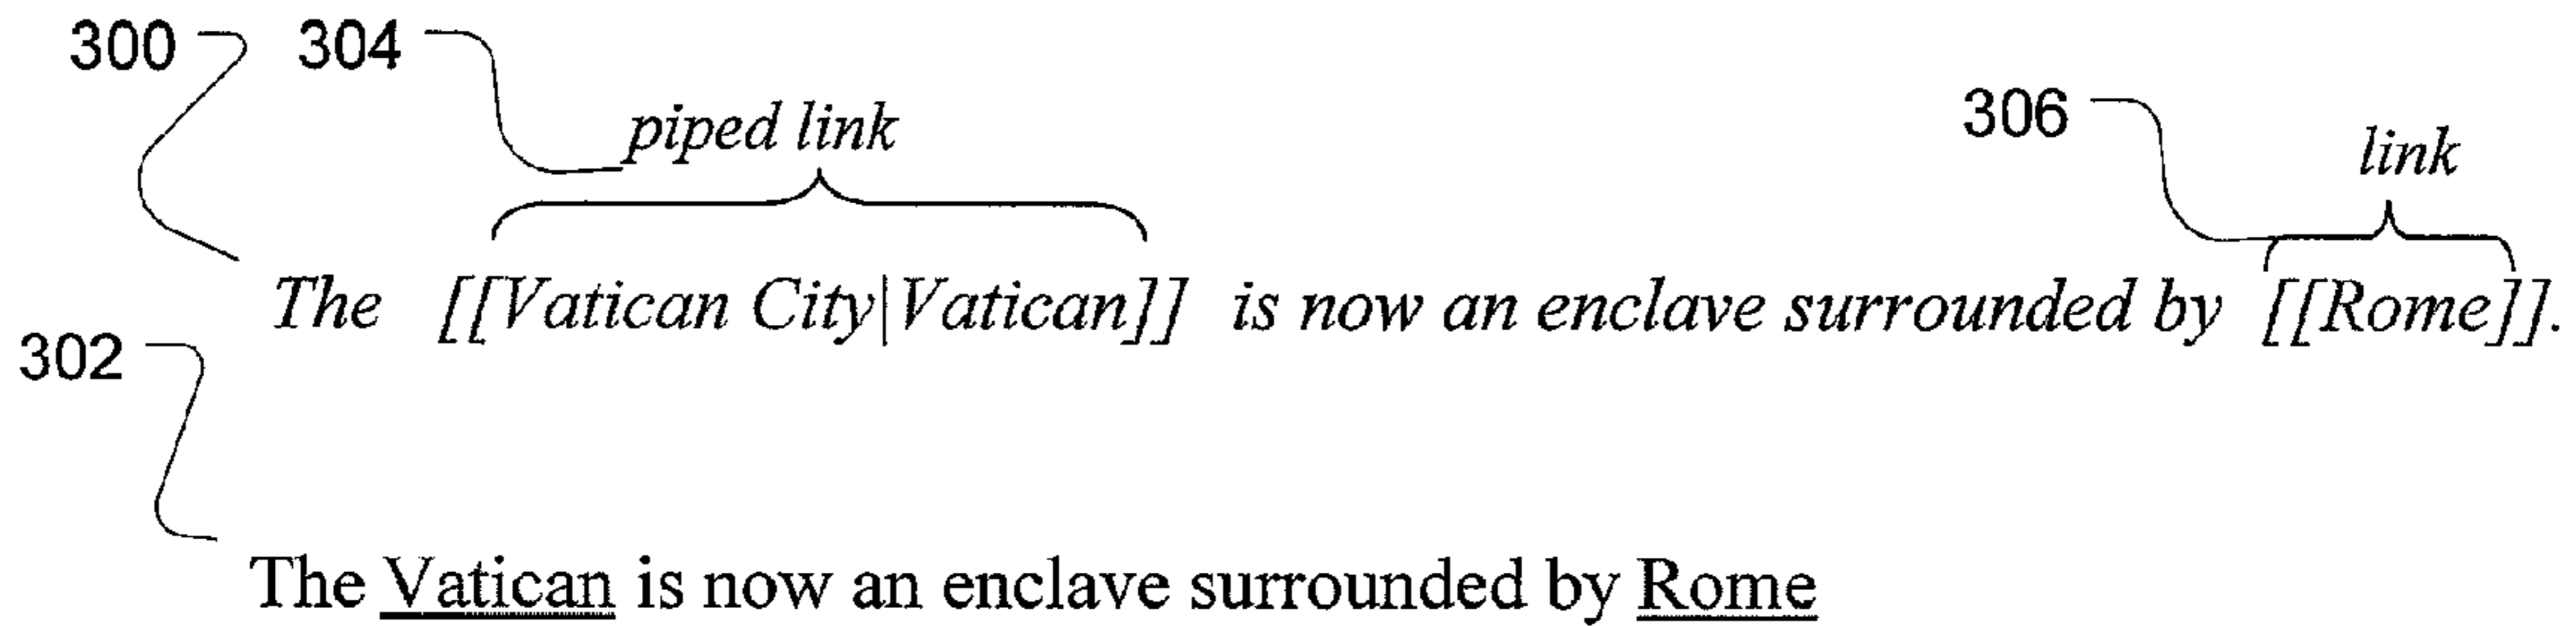 300 304
piped link
306
link
The [[Vatican City|Vatican]] is now an enclave surrounded by [[Rome]].
302
The Vatican is now an enclave surrounded by Rome